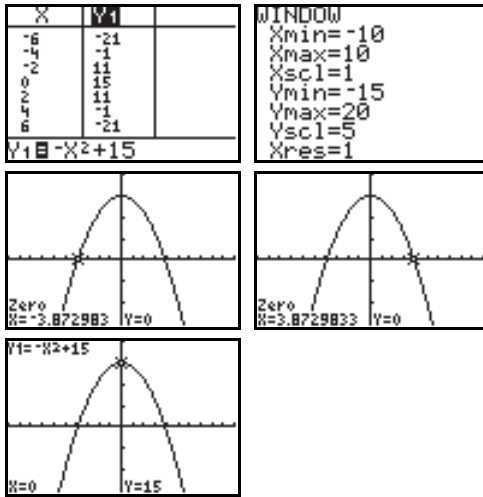 X Y1
-6 -21
-4 -1
-2 11
0 15
2 11
4 -1
6 -21
Y1=-X²+15
WINDOW
Xmin=-10
Xmax=10
Xscl=1
Ymin=-15
Ymax=20
Yscl=5
Xres=1
Zero
X=-3.872983 Y=0
Zero
X=3.8729833 Y=0
Y1=-X²+15
X=0 Y=15